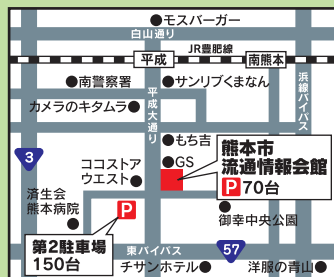 モスバーガー
白山通り
JR豊肥線
平成
南熊本
南警察署
サンリブくまなん
カメラのキタムラ
平成大通り
浜線バイパス
もち吉
GS
熊本市
流通情報会館
P70台
3
ココストア
ウエスト
済生会
熊本病院
P
御幸中央公園
第2駐車場
150台
東バイパス
57
チサンホテル
洋服の青山